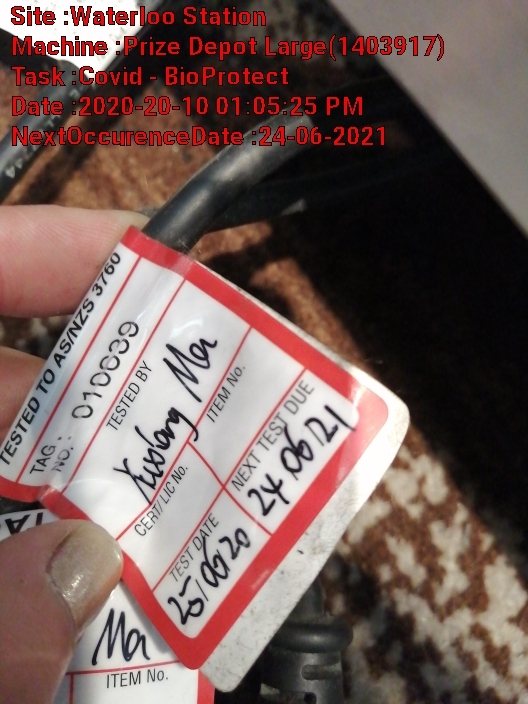 Site :Waterloo Station
Machine :Prize Depot Large(1403917)
Task :Covid - BioProtect
Date :2020-20-10 01:05:25 PM
NextOccurenceDate :24-06-2021
TESTED TO AS/NZS 3760
TAG NO. : 010639
TESTED BY
Ma
ITEM No.
CERT/LIC No.
TEST DATE
25/06/20
NEXT TEST DUE
24 06/21
Ma
ITEM No.